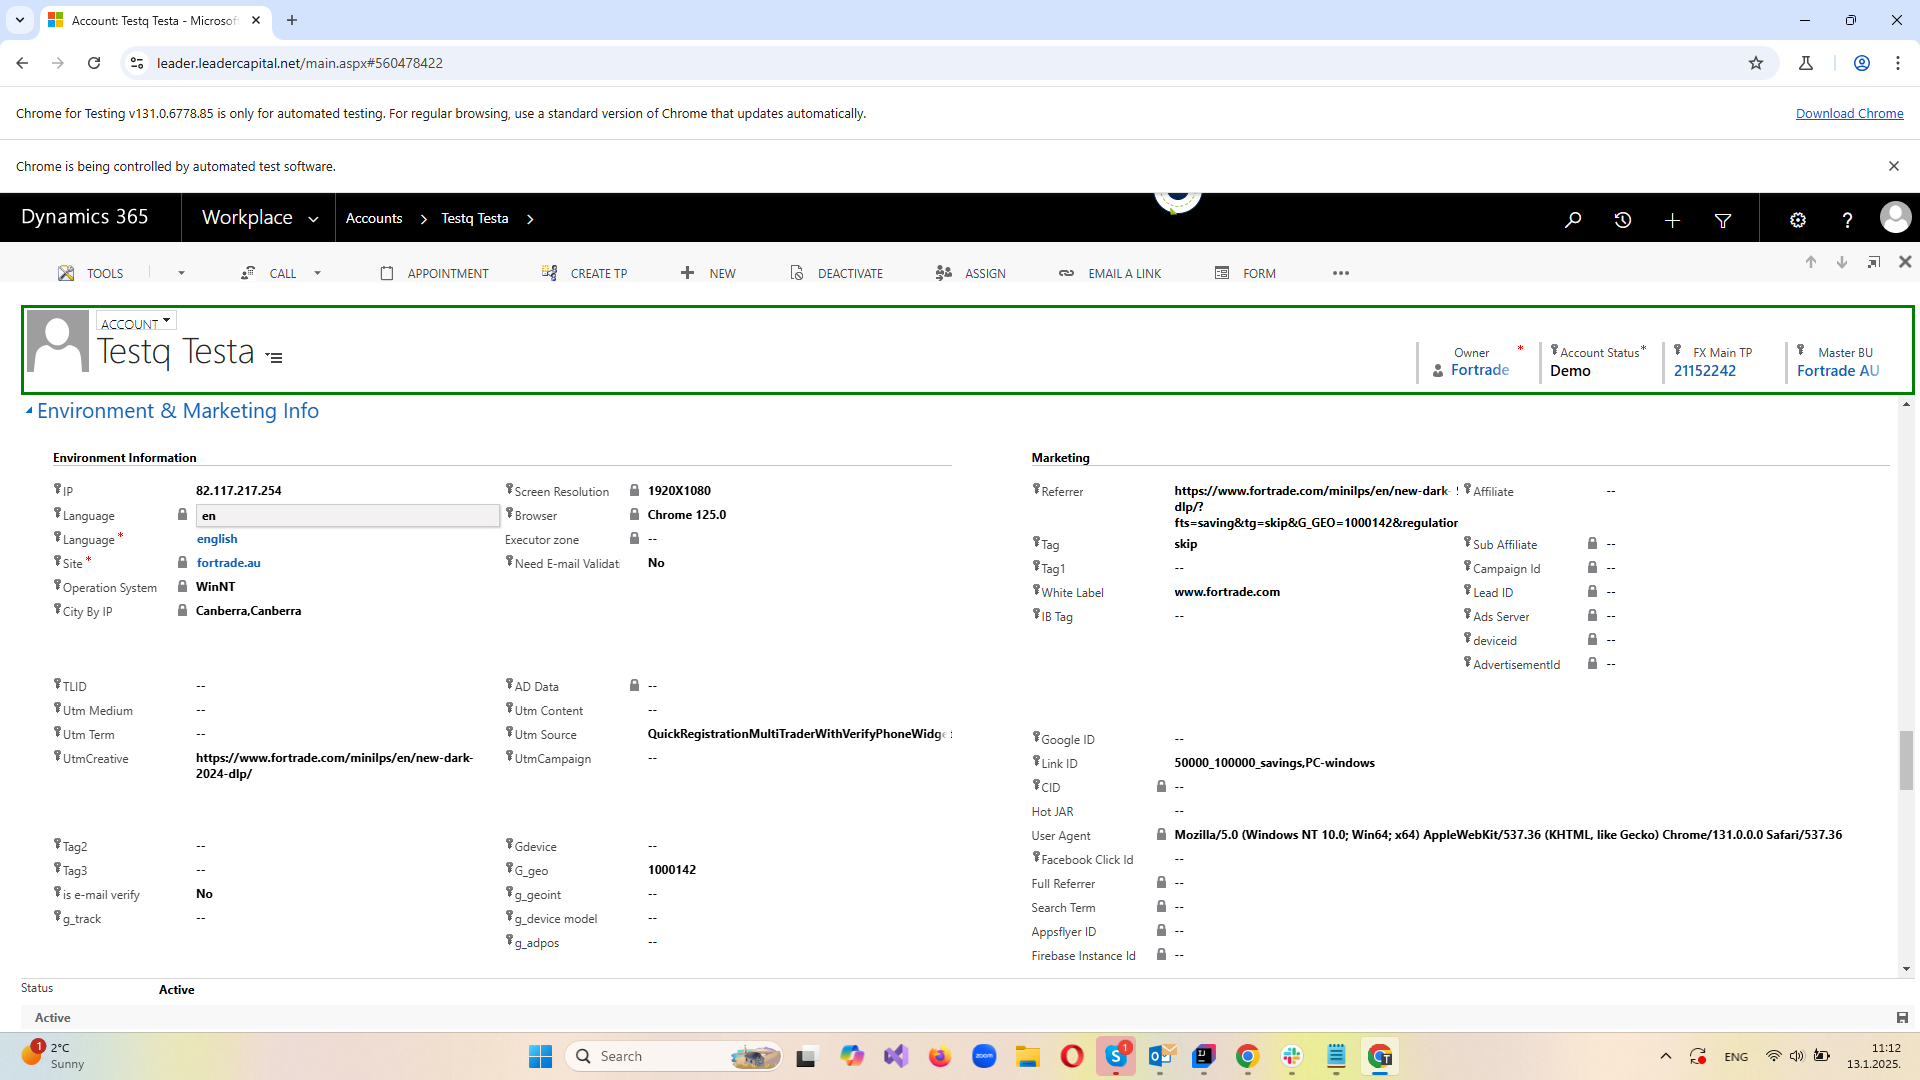 Account: Testq Testa - Microsof
leader.leadercapital.net/main.aspx#560478422
Chrome for Testing v131.0.6778.85 is only for automated testing. For regular browsing, use a standard version of Chrome that updates automatically.
Download Chrome
Chrome is being controlled by automated test software.
Dynamics 365
Workplace
Accounts
Testq Testa
TOOLS
CALL
APPOINTMENT
CREATE TP
NEW
DEACTIVATE
ASSIGN
EMAIL A LINK
FORM
ACCOUNT
Testq Testa
Owner *
Fortrade
Account Status *
Demo
FX Main TP
21152242
Master BU
Fortrade AU
Environment & Marketing Info
Environment Information
IP 82.117.217.254
Language en
Language * english
Site * fortrade.au
Operation System WinNT
City By IP Canberra,Canberra
Screen Resolution 1920X1080
Browser Chrome 125.0
Executor zone --
Need E-mail Validat No
TLID --
Utm Medium --
Utm Term --
UtmCreative https://www.fortrade.com/minilps/en/new-dark-
2024-dlp/
AD Data --
Utm Content --
Utm Source QuickRegistrationMultiTraderWithVerifyPhoneWidge
UtmCampaign --
Tag2 --
Tag3 --
is e-mail verify No
g_track --
Gdevice --
G_geo 1000142
g_geoint --
g_device model --
g_adpos --
Marketing
Referrer https://www.fortrade.com/minilps/en/new-dark-
dlp/?
fts=saving&tg=skip&G_GEO=1000142&regulation
Tag skip
Tag1 --
White Label www.fortrade.com
IB Tag --
Affiliate --
Sub Affiliate --
Campaign Id --
Lead ID --
Ads Server --
deviceid --
AdvertisementId --
Google ID --
Link ID 50000_100000_savings,PC-windows
CID --
Hot JAR --
User Agent Mozilla/5.0 (Windows NT 10.0; Win64; x64) AppleWebKit/537.36 (KHTML, like Gecko) Chrome/131.0.0.0 Safari/537.36
Facebook Click Id --
Full Referrer --
Search Term --
Appsflyer ID --
Firebase Instance Id --
Status Active
Active
1
2°C
Sunny
Search
zoom
1
ENG
11:12
13.1.2025.